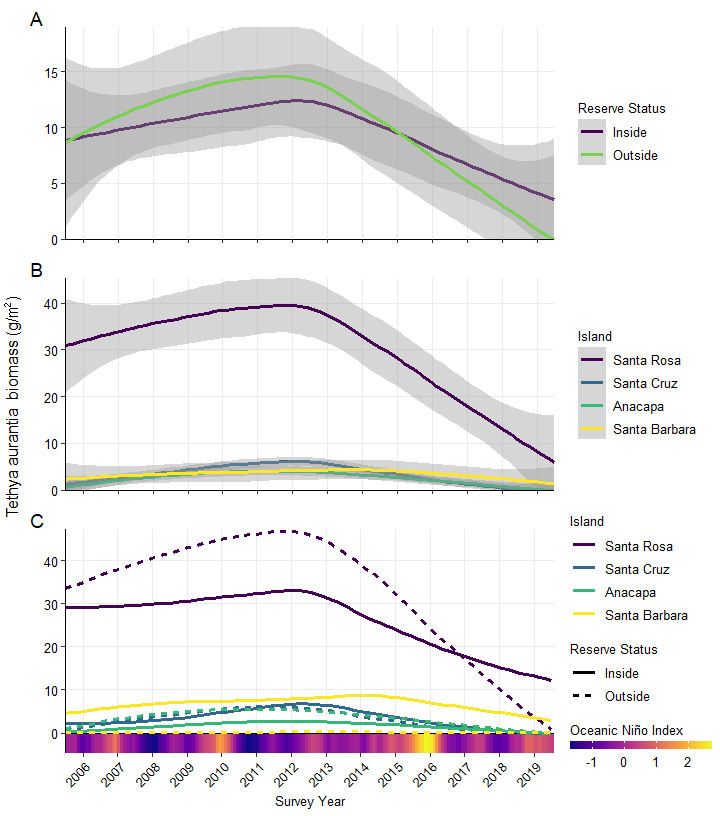 A
15
10
5
0
Reserve Status
Inside
Outside
B
40
30
20
10
0
Island
Santa Rosa
Santa Cruz
Anacapa
Santa Barbara
Tethya aurantia biomass (g/m²)
C
40
30
20
10
0
Island
Santa Rosa
Santa Cruz
Anacapa
Santa Barbara
Reserve Status
Inside
Outside
Oceanic Niño Index
-1 0 1 2
2006 2007 2008 2009 2010 2011 2012 2013 2014 2015 2016 2017 2018 2019
Survey Year